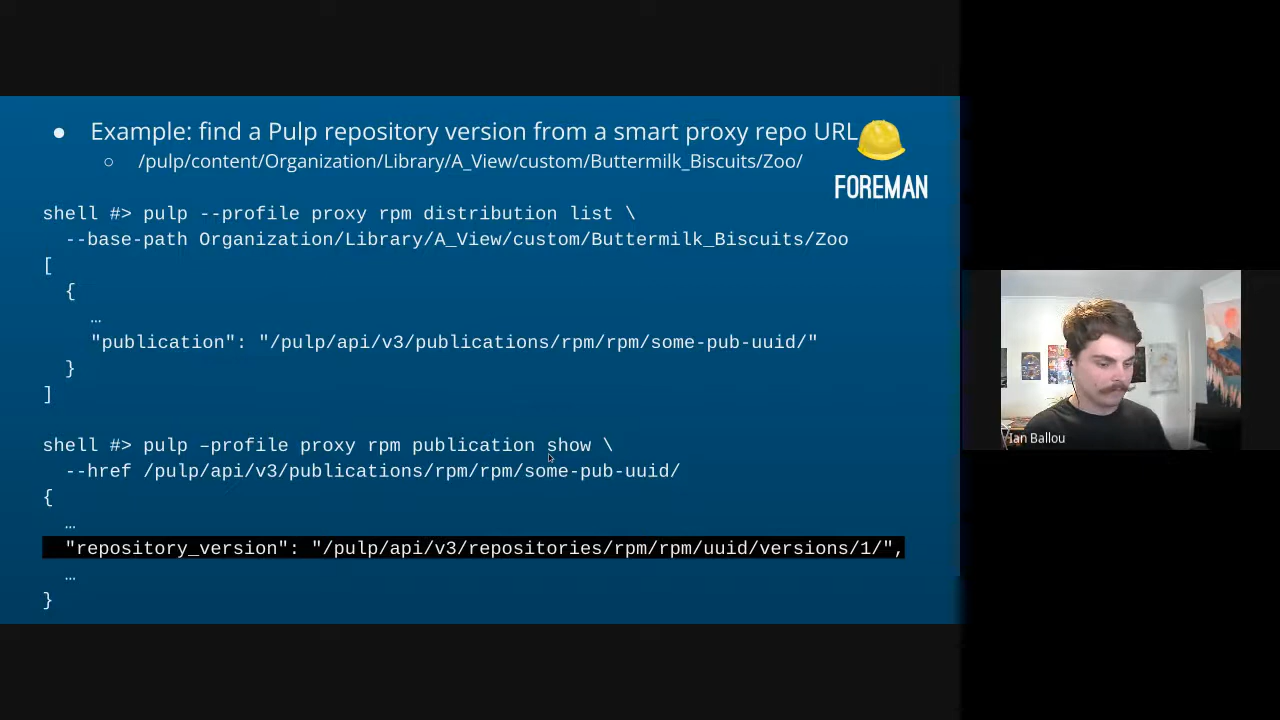 ● Example: find a Pulp repository version from a smart proxy repo URL
○ /pulp/content/Organization/Library/A_View/custom/Buttermilk_Biscuits/Zoo/
FOREMAN
shell #> pulp --profile proxy rpm distribution list \
--base-path Organization/Library/A_View/custom/Buttermilk_Biscuits/Zoo
[
{
…
"publication": "/pulp/api/v3/publications/rpm/rpm/some-pub-uuid/"
}
]
shell #> pulp –profile proxy rpm publication show \
--href /pulp/api/v3/publications/rpm/rpm/some-pub-uuid/
{
…
"repository_version": "/pulp/api/v3/repositories/rpm/rpm/uuid/versions/1/",
…
}
Ian Ballou